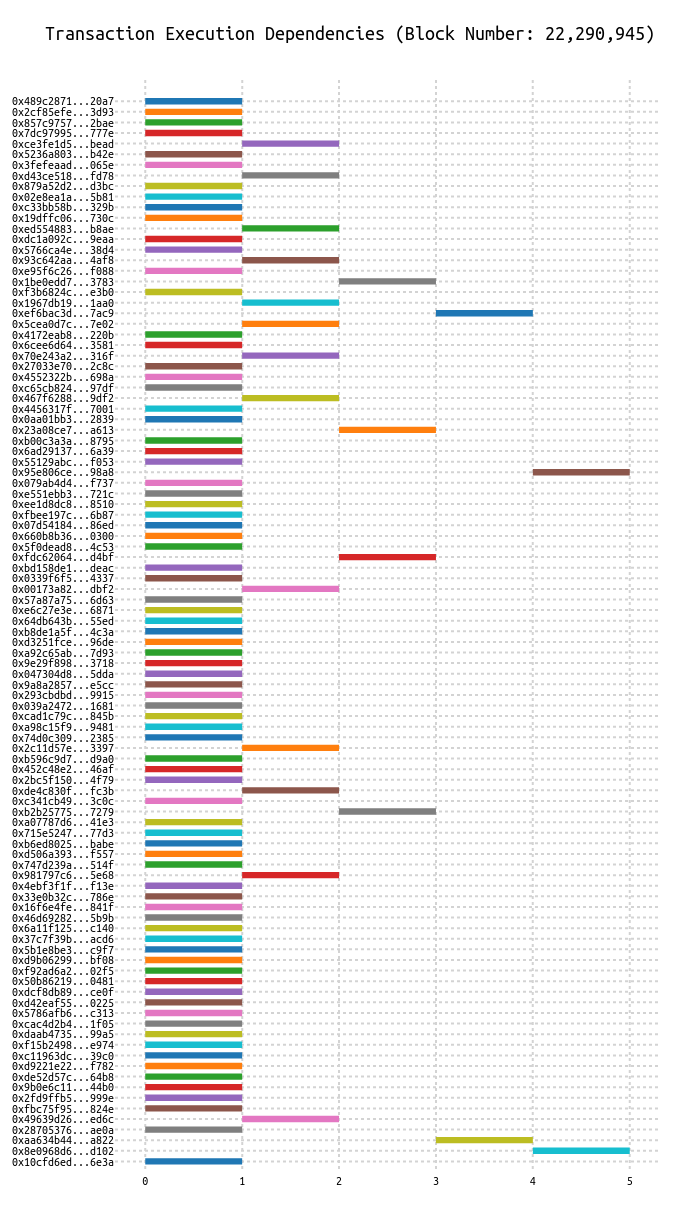 Transaction Execution Dependencies (Block Number: 22,290,945)
0x489c2871...20a7
0x2cf85efe...3d93
0x857c9757...2bae
0x7dc97995...777e
0xce3fe1d5...bead
0x5236a803...b42e
0x3fefeaad...065e
0xd43ce518...fd78
0x879a52d2...d3bc
0x02e8ea1a...5b81
0xc33bb58b...329b
0x19dffc06...730c
0xed554883...b8ae
0xdc1a092c...9eaa
0x5766ca4e...38d4
0x93c642aa...4af8
0xe95f6c26...f088
0x1be0edd7...3783
0xf3b6824c...e3b0
0x1967db19...1aa0
0xef6bac3d...7ac9
0x5cea0d7c...7e02
0x4172eab8...220b
0x6cee6d64...3581
0x70e243a2...316f
0x27033e70...2c8c
0x4552322b...698a
0xc65cb824...97df
0x467f6288...9df2
0x4456317f...7001
0x0aa01bb3...2839
0x23a08ce7...a613
0xb00c3a3a...8795
0x6ad29137...6a39
0x55129abc...f053
0x95e806ce...98a8
0x079ab4d4...f737
0xe551ebb3...721c
0xee1d8dc8...8510
0xfbee197c...6b87
0x07d54184...86ed
0x660b8b36...0300
0x5f0dead8...4c53
0xfdc62064...d4bf
0xbd158de1...deac
0x0339f6f5...4337
0x00173a82...dbf2
0x57a87a75...6d63
0xe6c27e3e...6871
0x64db643b...55ed
0xb8de1a5f...4c3a
0xd3251fce...96de
0xa92c65ab...7d93
0x9e29f898...3718
0x047304d8...5dda
0x9a8a2857...e5cc
0x293cbdbd...9915
0x039a2472...1681
0xcad1c79c...845b
0xa98c15f9...9481
0x74d0c309...2385
0x2c11d57e...3397
0xb596c9d7...d9a0
0x452c48e2...46af
0x2bc5f150...4f79
0xde4c830f...fc3b
0xc341cb49...3c0c
0xb2b25775...7279
0xa07787d6...41e3
0x715e5247...77d3
0xb6ed8025...babe
0xd506a393...f557
0x747d239a...514f
0x981797c6...5e68
0x4ebf3f1f...f13e
0x33e0b32c...786e
0x16f6e4fe...841f
0x46d69282...5b9b
0x6a11f125...c140
0x37c7f39b...acd6
0x5b1e8be3...c9f7
0xd9b06299...bf08
0xf92ad6a2...02f5
0x50b86219...0481
0xdcf8db89...ce0f
0xd42eaf55...0225
0x5786afb6...c313
0xcac4d2b4...1f05
0xdaab4735...99a5
0xf15b2498...e974
0xc11963dc...39c0
0xd9221e22...f782
0xde52d57c...64b8
0x9b0e6c11...44b0
0x2fd9ffb5...999e
0xfbc75f95...824e
0x49639d26...ed6c
0x28705376...ae0a
0xaa634b44...a822
0x8e0968d6...d102
0x10cfd6ed...6e3a
0 1 2 3 4 5